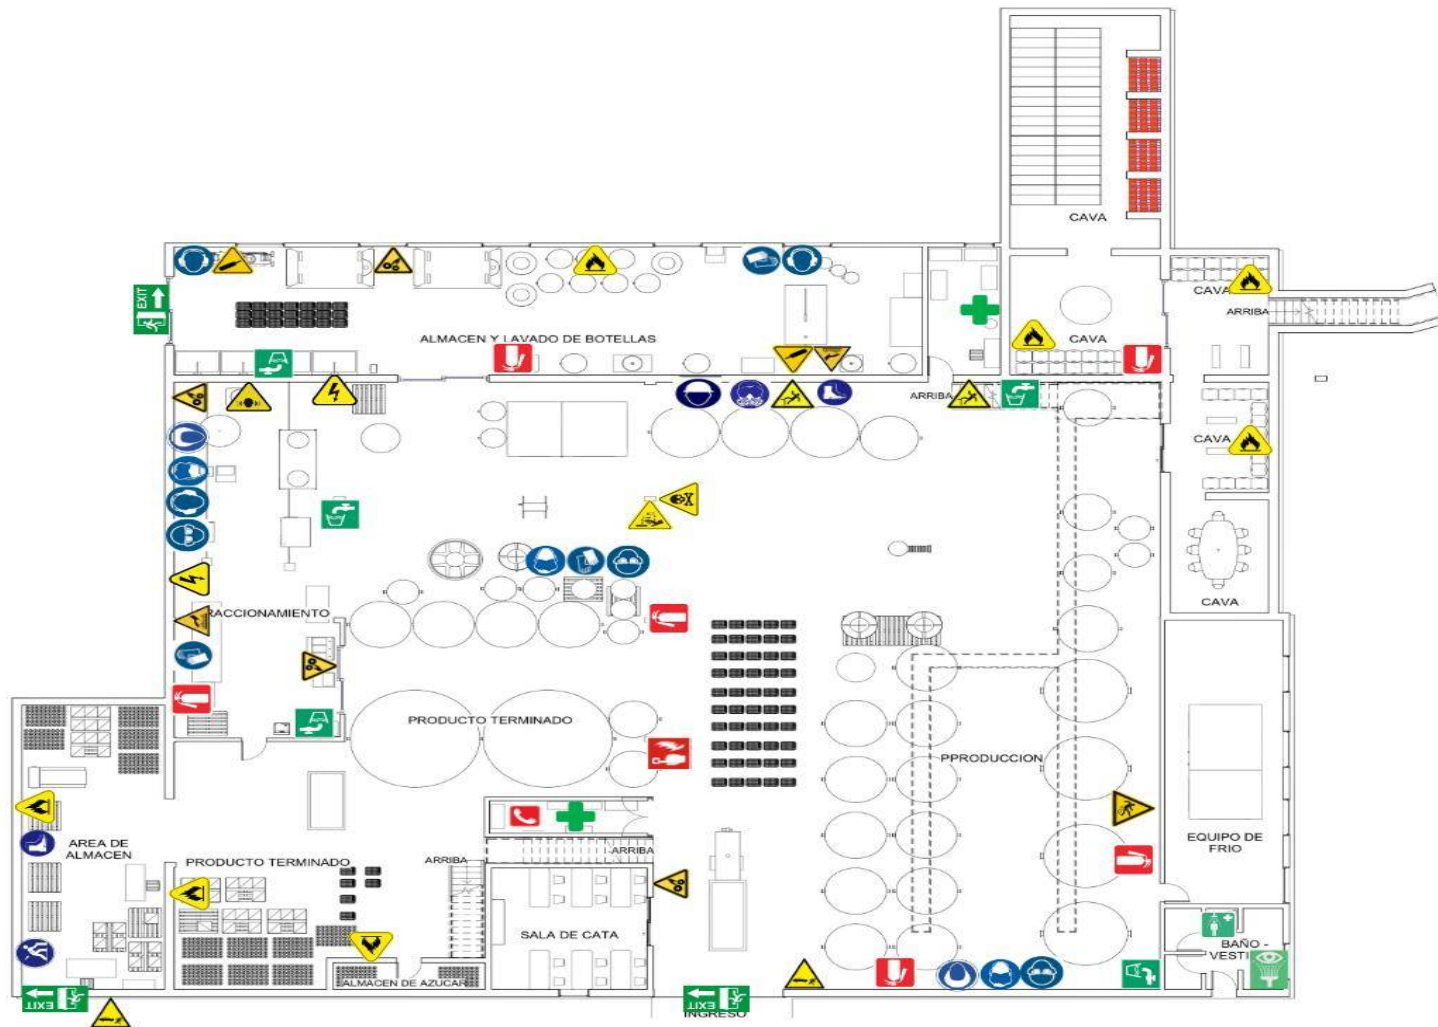 CAVA
EXIT
CAVA
ARRIBA
ALMACEN Y LAVADO DE BOTELLAS
CAVA
ARRIBA
CAVA
CAVA
RACCIONAMIENTO
PRODUCTO TERMINADO
PPRODUCCION
AREA DE
ALMACEN
EQUIPO DE
FRIO
PRODUCTO TERMINADO
ARRIBA
ARRIBA
SALA DE CATA
BAÑO -
VESTI
ALMACEN DE AZUCAR
EXIT
EXIT
INGRESO